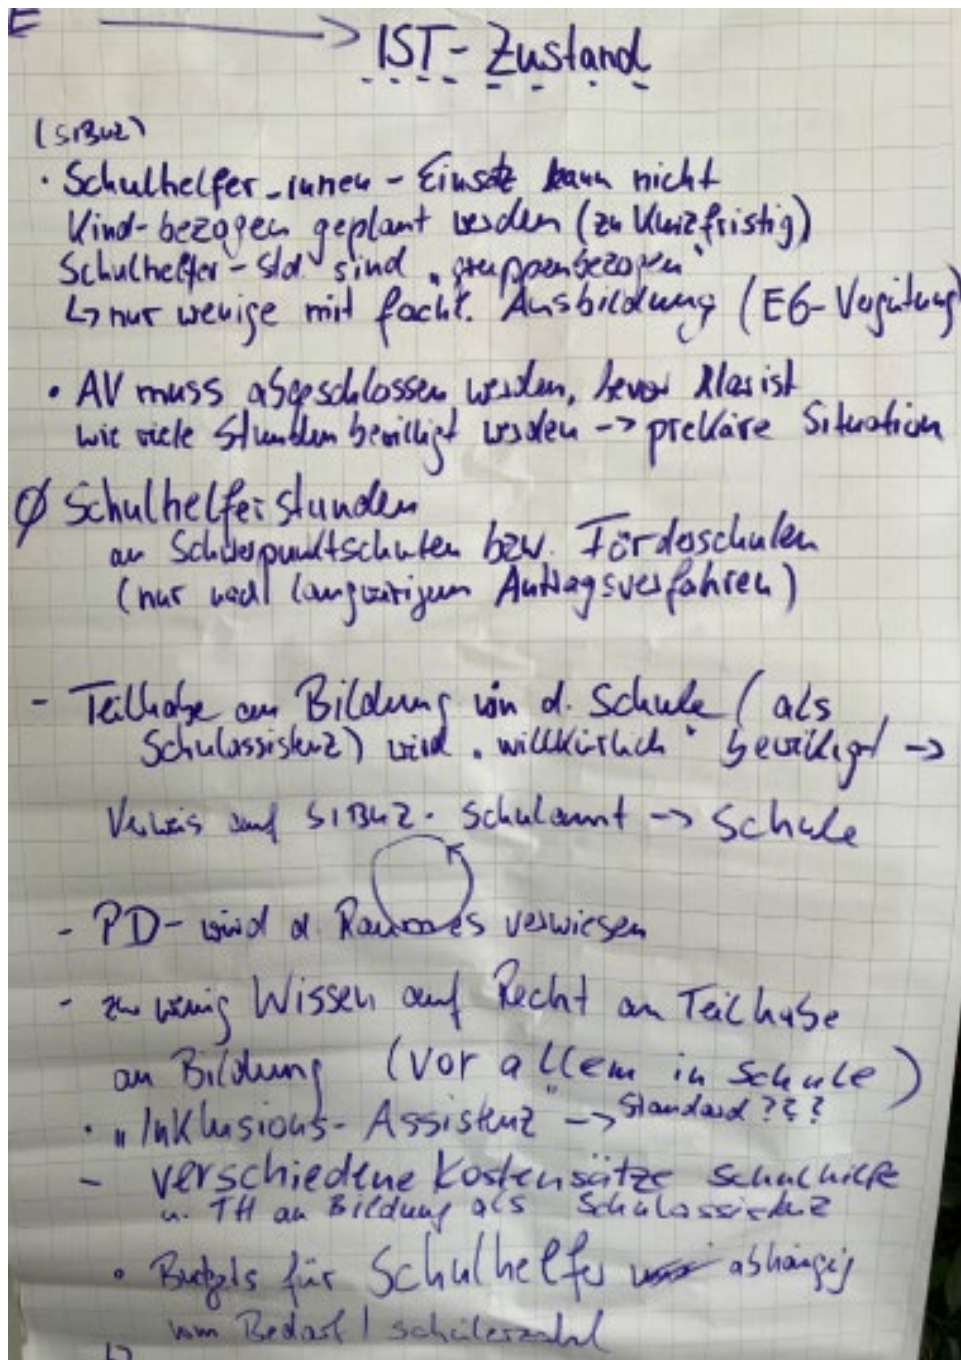 E → IST-Zustand
(SIBUZ)
• Schulhelfer_innen - Einsatz kann nicht
Kind-bezogen geplant werden (zu kurzfristig)
Schulhelfer-Std. sind „gruppenbezogen“
↳ nur wenige mit fachl. Ausbildung (E6-Vergütung)
• AV muss abgeschlossen werden, bevor klar ist
wie viele Stunden bewilligt werden -> prekäre Situation
Ø Schulhelferstunden
an Schwerpunktschulen bzw. Förderschulen
(nur nach langwierigem Antragsverfahren)
- Teilhabe an Bildung in d. Schule (als
Schulassistenz) wird „willkürlich“ bewilligt ->
Verweis auf SIBUZ - Schulamt -> Schule
- PD- wird d. verwiesen
- zu wenig Wissen auf Recht an Teilhabe
an Bildung (vor allem in Schule)
• „Inklusions-Assistenz“ -> Standard ???
- verschiedene Kostensätze Schulhilfe
u. TH an Bildung als Schulassistenz
• Budgets für Schulhelfer abhängig
vom Bedarf / Schülerzahl
↳